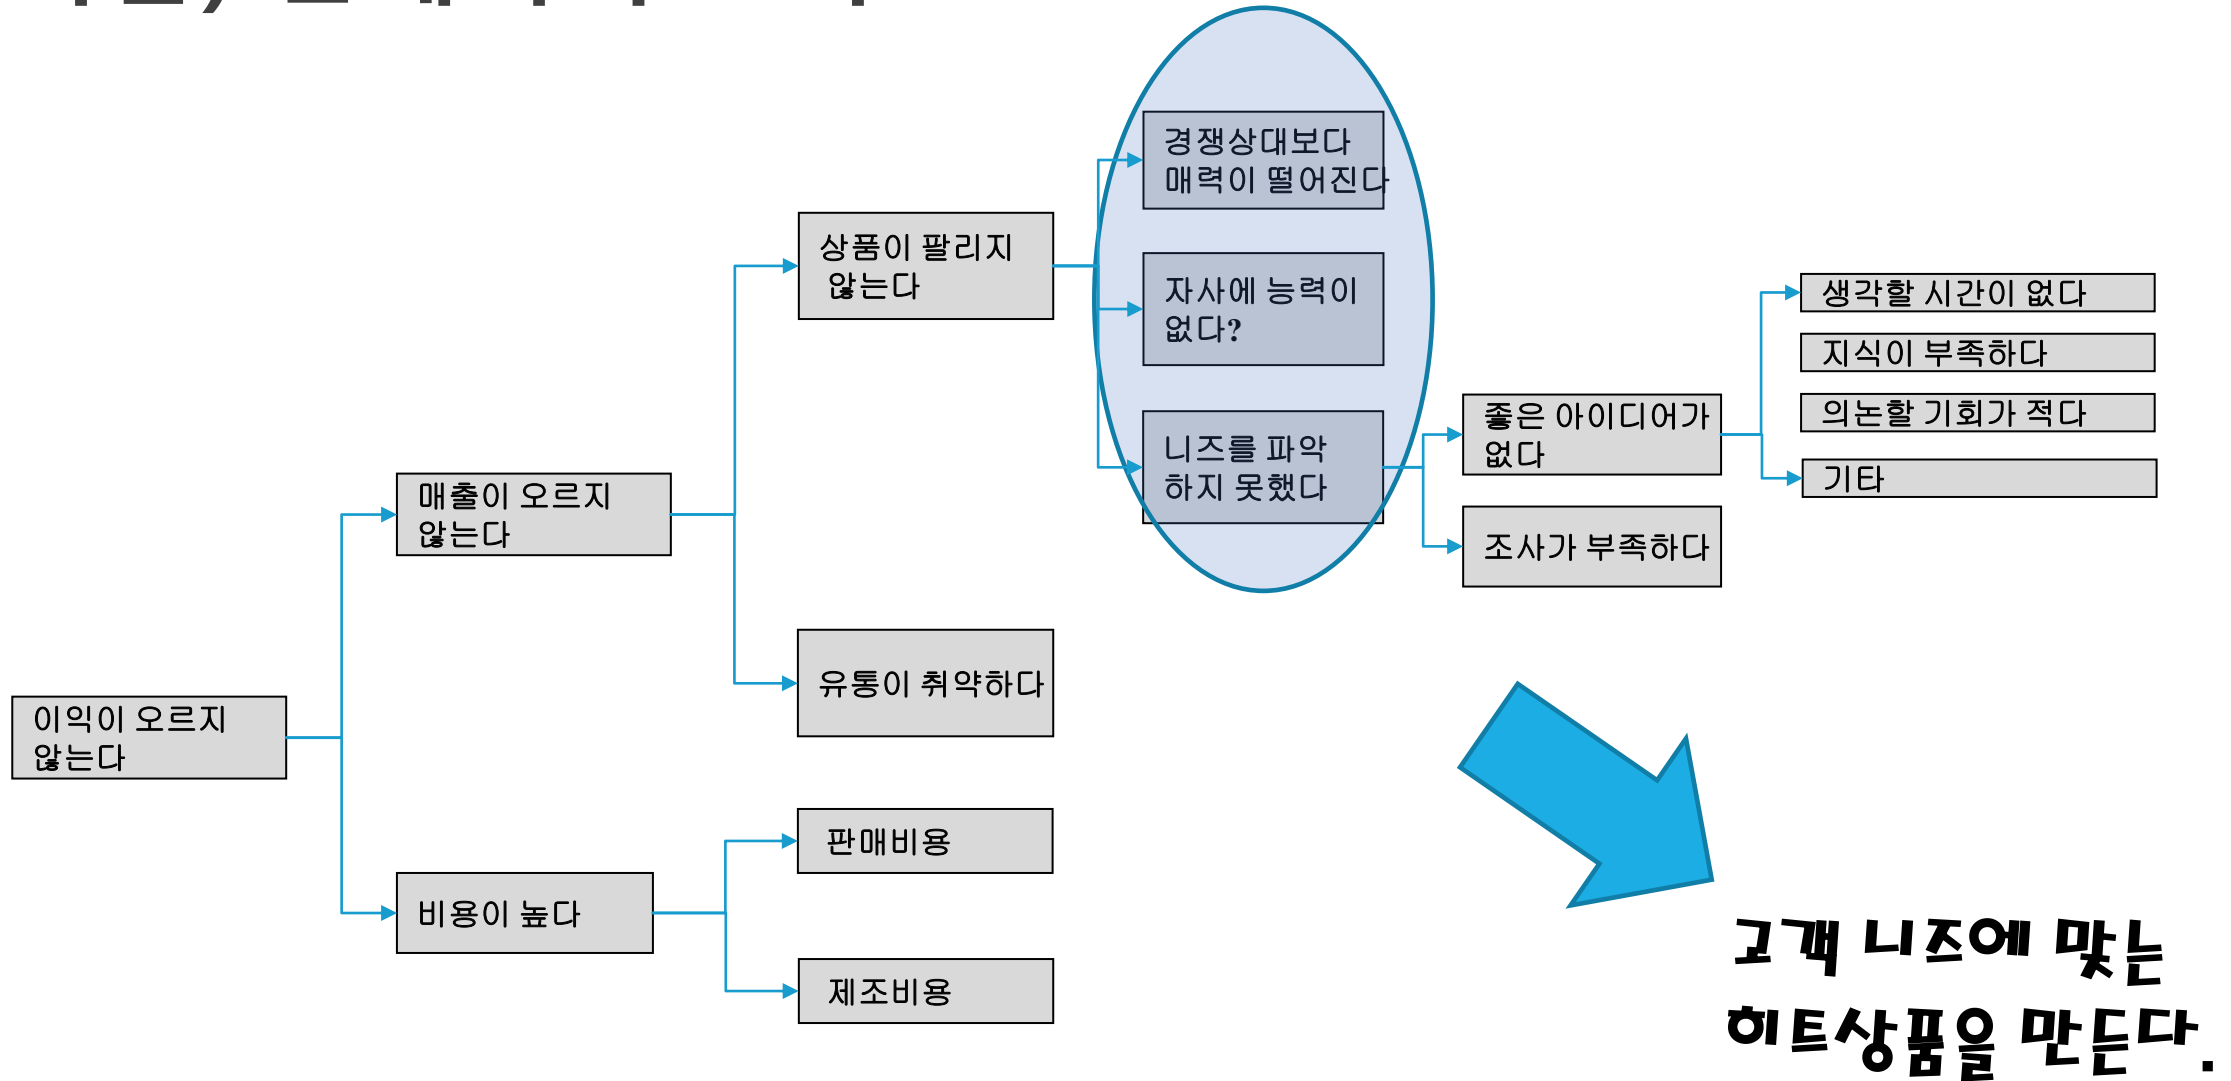 이익이 오르지
않는다
매출이 오르지
않는다
비용이 높다
상품이 팔리지
않는다
유통이 취약하다
판매비용
제조비용
경쟁상대보다
매력이 떨어진다
자사에 능력이
없다?
니즈를 파악
하지 못했다
좋은 아이디어가
없다
조사가 부족하다
생각할 시간이 없다
지식이 부족하다
의논할 기회가 적다
기타
고객 니즈에 맞는
히트상품을 만든다.